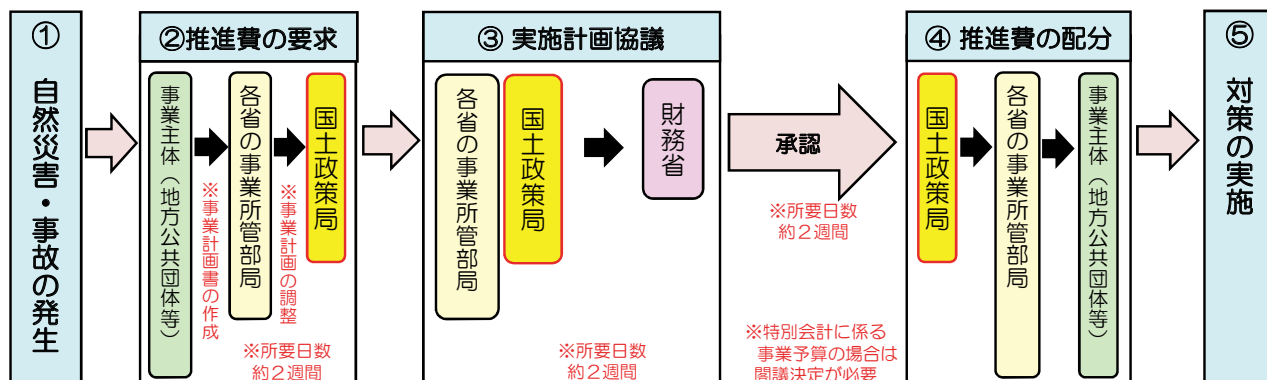 ①
自然災害・事故の発生
②推進費の要求
事業主体（地方公共団体等）
※事業計画書の作成
各省の事業所管部局
※事業計画の調整
国土政策局
※所要日数
約２週間
③ 実施計画協議
各省の事業所管部局
国土政策局
財務省
※所要日数
約２週間
承認
※所要日数
約２週間
※特別会計に係る
事業予算の場合は
閣議決定が必要
④ 推進費の配分
国土政策局
各省の事業所管部局
事業主体（地方公共団体等）
⑤
対策の実施